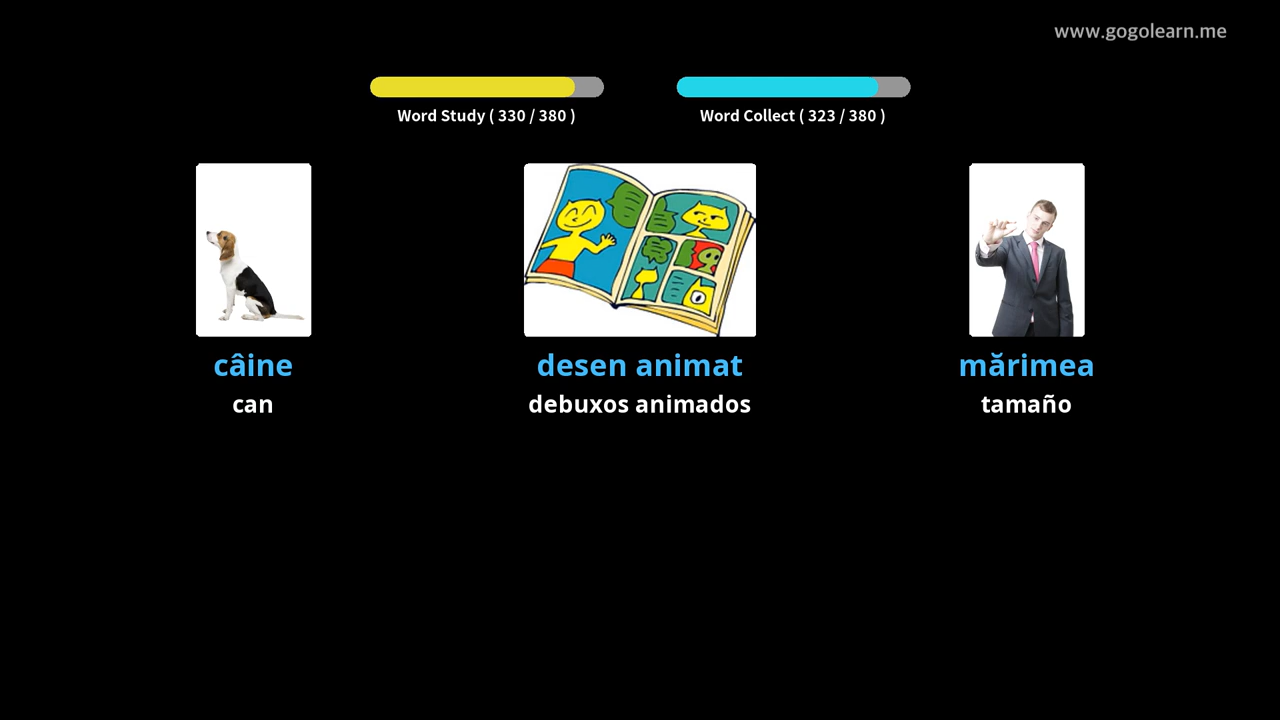 www.gogolearn.me
Word Study ( 330 / 380 )
Word Collect ( 323 / 380 )
câine
desen animat
mărimea
can
debuxos animados
tamaño